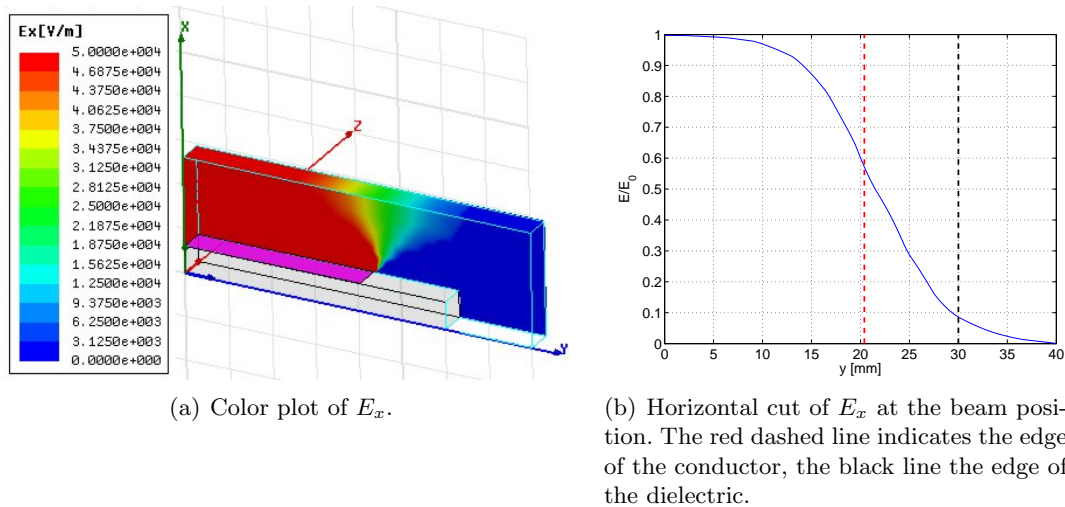 Ex[V/m]
5.0000e+004
4.6875e+004
4.3750e+004
4.0625e+004
3.7500e+004
3.4375e+004
3.1250e+004
2.8125e+004
2.5000e+004
2.1875e+004
1.8750e+004
1.5625e+004
1.2500e+004
9.3750e+003
6.2500e+003
3.1250e+003
0.0000e+000
X
Z
Y
(a) Color plot of Ex.
1
0.9
0.8
0.7
0.6
0.5
0.4
0.3
0.2
0.1
0
E/E0
0 5 10 15 20 25 30 35 40
y [mm]
(b) Horizontal cut of Ex at the beam posi-
tion. The red dashed line indicates the edge
of the conductor, the black line the edge of
the dielectric.